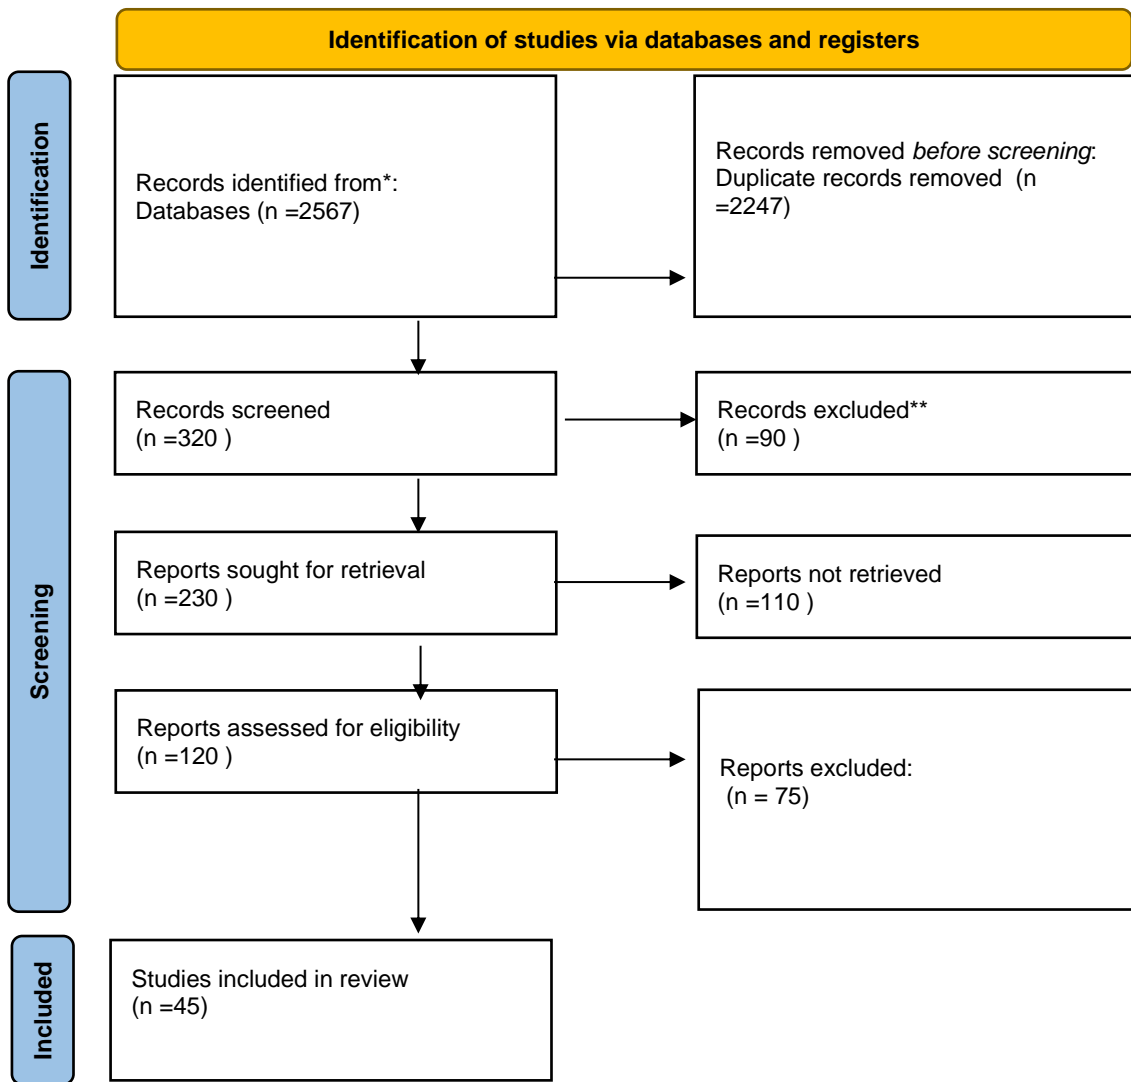 Identification of studies via databases and registers
Identification
Records identified from*:
Databases (n =2567)
Records removed before screening:
Duplicate records removed  (n
=2247)
Screening
Records screened
(n =320 )
Records excluded**
(n =90 )
Reports sought for retrieval
(n =230 )
Reports not retrieved
(n =110 )
Reports assessed for eligibility
(n =120 )
Reports excluded:
(n = 75)
Included
Studies included in review
(n =45)